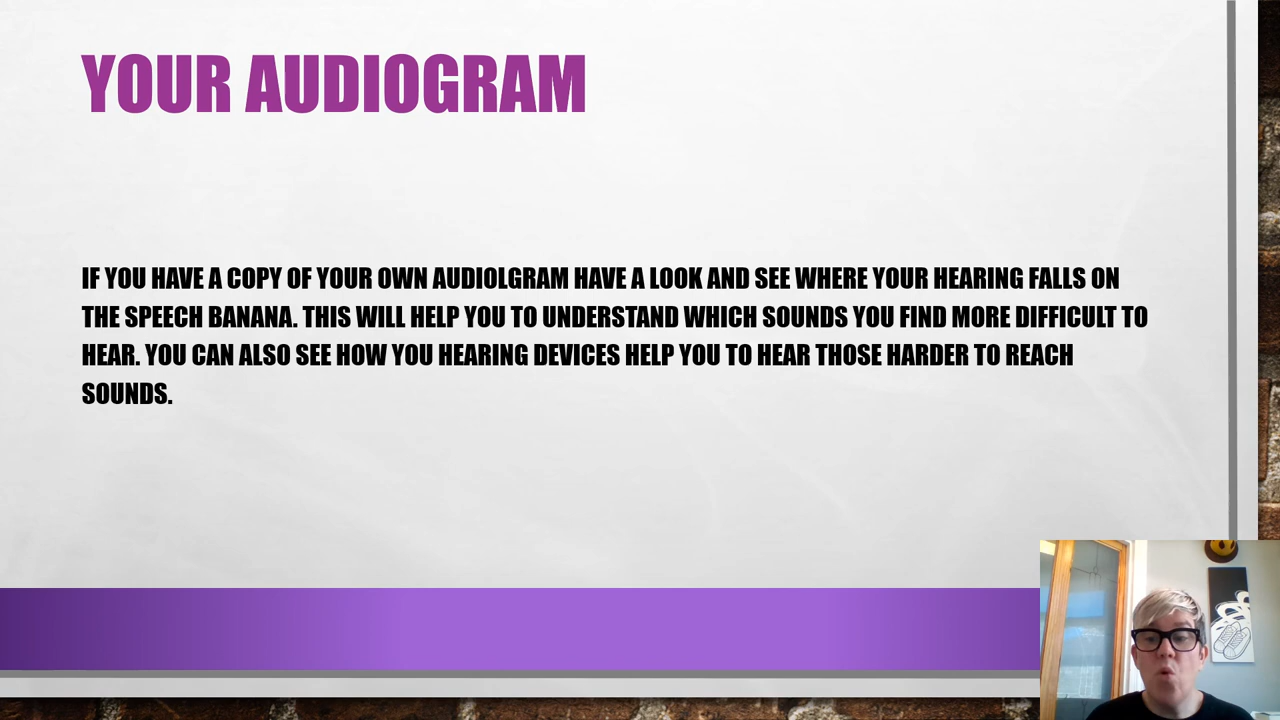 YOUR AUDIOGRAM
IF YOU HAVE A COPY OF YOUR OWN AUDIOLGRAM HAVE A LOOK AND SEE WHERE YOUR HEARING FALLS ON
THE SPEECH BANANA. THIS WILL HELP YOU TO UNDERSTAND WHICH SOUNDS YOU FIND MORE DIFFICULT TO
HEAR. YOU CAN ALSO SEE HOW YOU HEARING DEVICES HELP YOU TO HEAR THOSE HARDER TO REACH
SOUNDS.